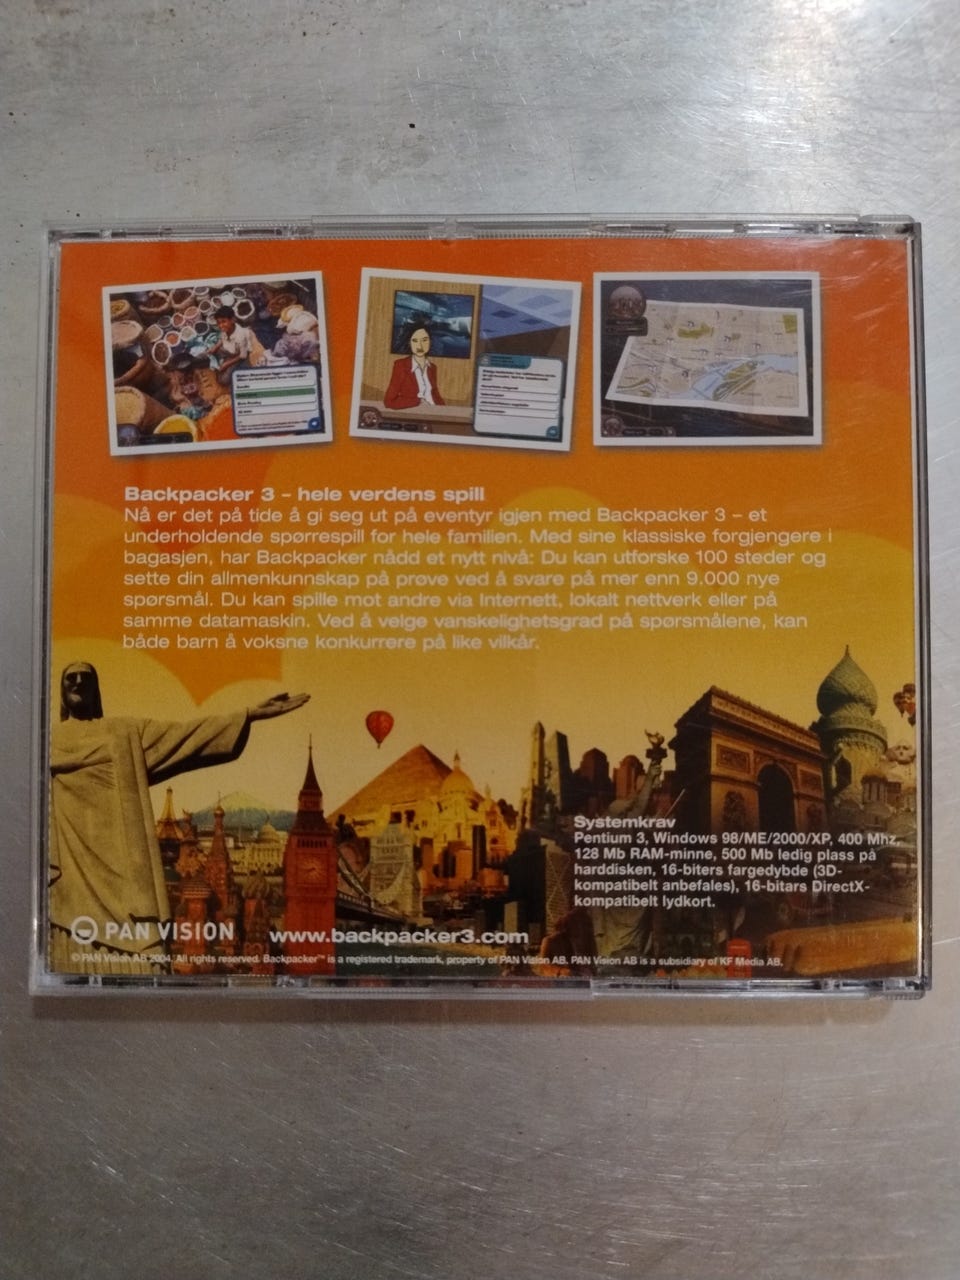 Backpacker 3 – hele verdens spill
Nå er det på tide å gi seg ut på eventyr igjen med Backpacker 3 – et
underholdende spørrespill for hele familien. Med sine klassiske forgjengere i
bagasjen, har Backpacker nådd et nytt nivå: Du kan utforske 100 steder og
sette din allmenkunnskap på prøve ved å svare på mer enn 9.000 nye
spørsmål. Du kan spille mot andre via Internett, lokalt nettverk eller på
samme datamaskin. Ved å velge vanskelighetsgrad på spørsmålene, kan
både barn å voksne konkurrere på like vilkår.
Systemkrav
Pentium 3, Windows 98/ME/2000/XP, 400 Mhz,
128 Mb RAM-minne, 500 Mb ledig plass på
harddisken, 16-biters fargedybde (3D-
kompatibelt anbefales), 16-bitars DirectX-
kompatibelt lydkort.
PAN VISION www.backpacker3.com
© PAN Vision AB 2004. All rights reserved. Backpacker™ is a registered trademark, property of PAN Vision AB. PAN Vision AB is a subsidiary of KF Media AB.